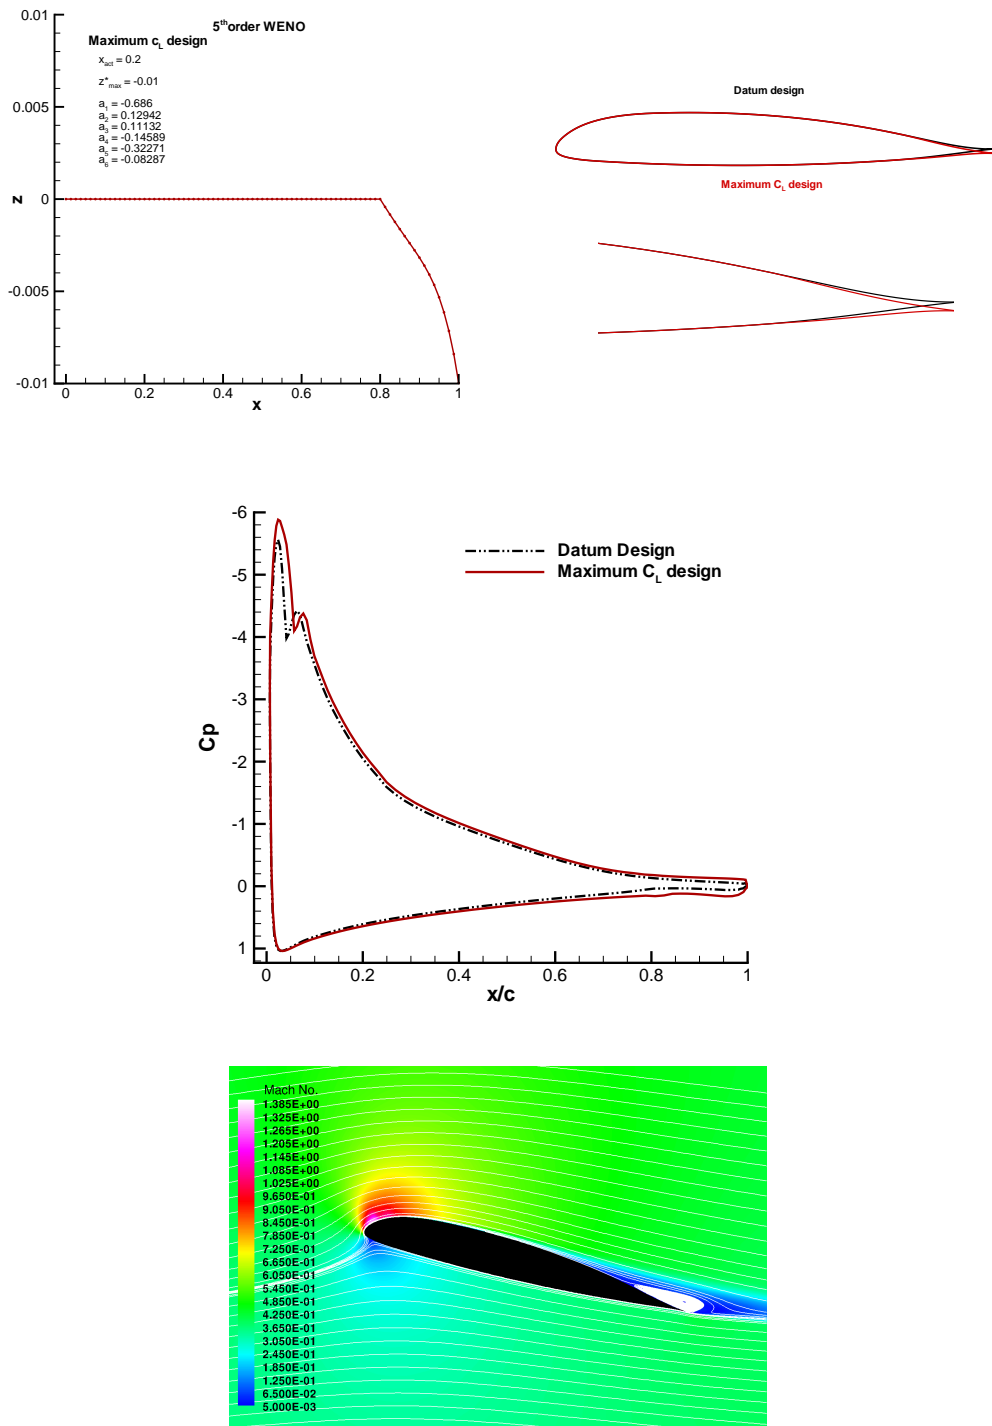 5th order WENO
Maximum cL design
xact = 0.2
z*max = -0.01
a1 = -0.686
a2 = 0.12942
a3 = 0.11132
a4 = -0.14589
a5 = -0.32271
a6 = -0.08287
0.01
0.005
0
-0.005
-0.01
z
0 0.2 0.4 0.6 0.8 1
x
Datum design
Maximum CL design
-6
-5
-4
-3
-2
-1
0
1
Cp
Datum Design
Maximum CL design
0 0.2 0.4 0.6 0.8 1
x/c
Mach No.
1.385E+00
1.325E+00
1.265E+00
1.205E+00
1.145E+00
1.085E+00
1.025E+00
9.650E-01
9.050E-01
8.450E-01
7.850E-01
7.250E-01
6.650E-01
6.050E-01
5.450E-01
4.850E-01
4.250E-01
3.650E-01
3.050E-01
2.450E-01
1.850E-01
1.250E-01
6.500E-02
5.000E-03